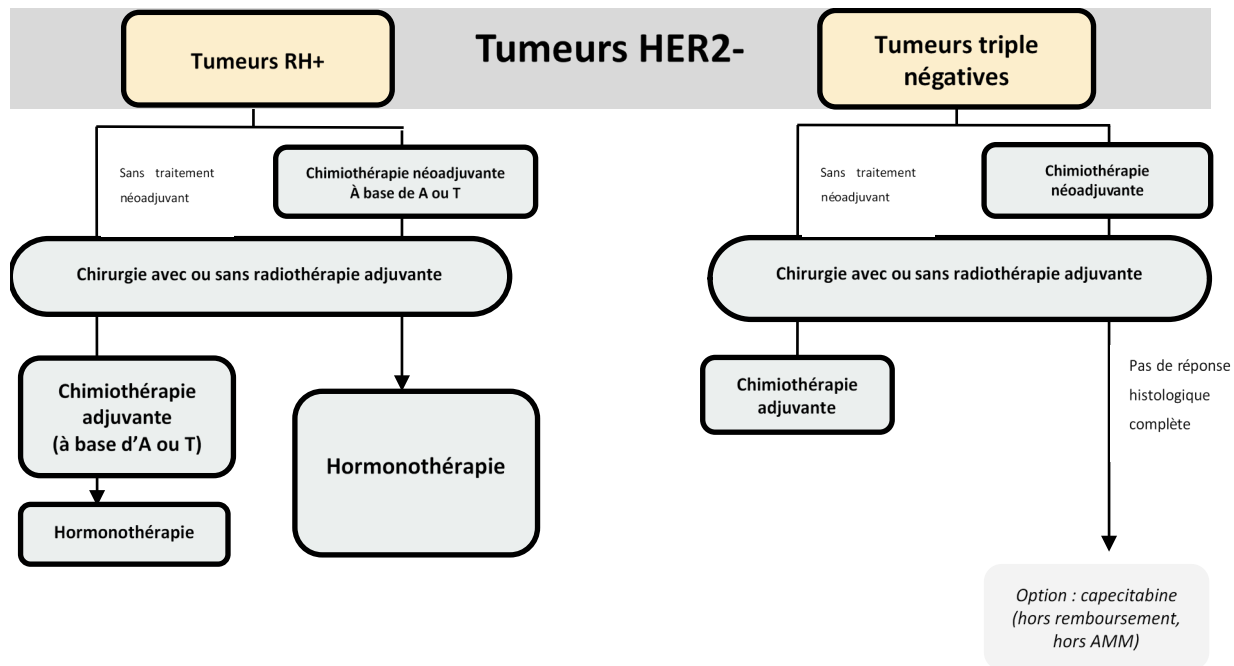 Tumeurs HER2-
Tumeurs RH+
Sans traitement
néoadjuvant
Chimiothérapie néoadjuvante
À base de A ou T
Chirurgie avec ou sans radiothérapie adjuvante
Chimiothérapie
adjuvante
(à base d’A ou T)
Hormonothérapie
Hormonothérapie
Tumeurs triple
négatives
Sans traitement
néoadjuvant
Chimiothérapie
néoadjuvante
Chirurgie avec ou sans radiothérapie adjuvante
Chimiothérapie
adjuvante
Pas de réponse
histologique
complète
Option : capecitabine
(hors remboursement,
hors AMM)